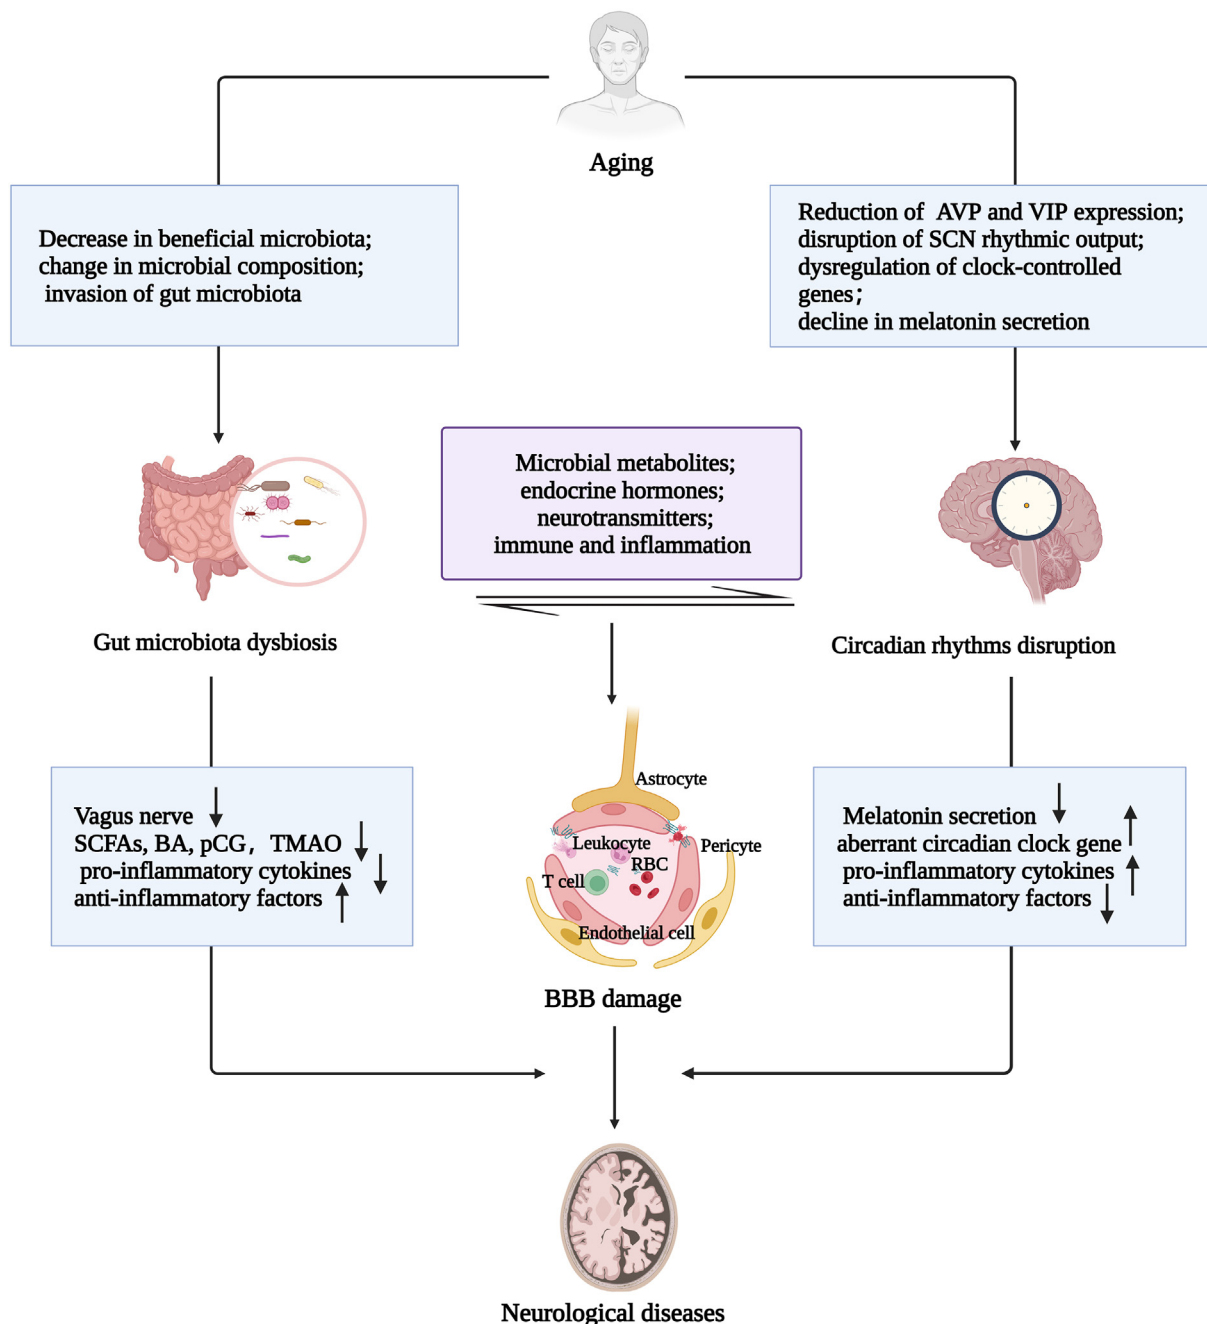 Aging
Decrease in beneficial microbiota;
change in microbial composition;
invasion of gut microbiota
Reduction of AVP and VIP expression;
disruption of SCN rhythmic output;
dysregulation of clock-controlled
genes;
decline in melatonin secretion
Microbial metabolites;
endocrine hormones;
neurotransmitters;
immune and inflammation
Gut microbiota dysbiosis
Circadian rhythms disruption
Vagus nerve ↓
SCFAs, BA, pCG, TMAO ↓
pro-inflammatory cytokines ↓
anti-inflammatory factors ↑
Astrocyte
Leukocyte
Pericyte
RBC
T cell
Endothelial cell
BBB damage
Melatonin secretion ↓
aberrant circadian clock gene ↑
pro-inflammatory cytokines ↑
anti-inflammatory factors ↓
Neurological diseases